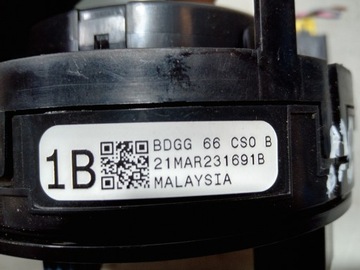 1B
BDGG 66 CS0 B
21MAR231691B
MALAYSIA